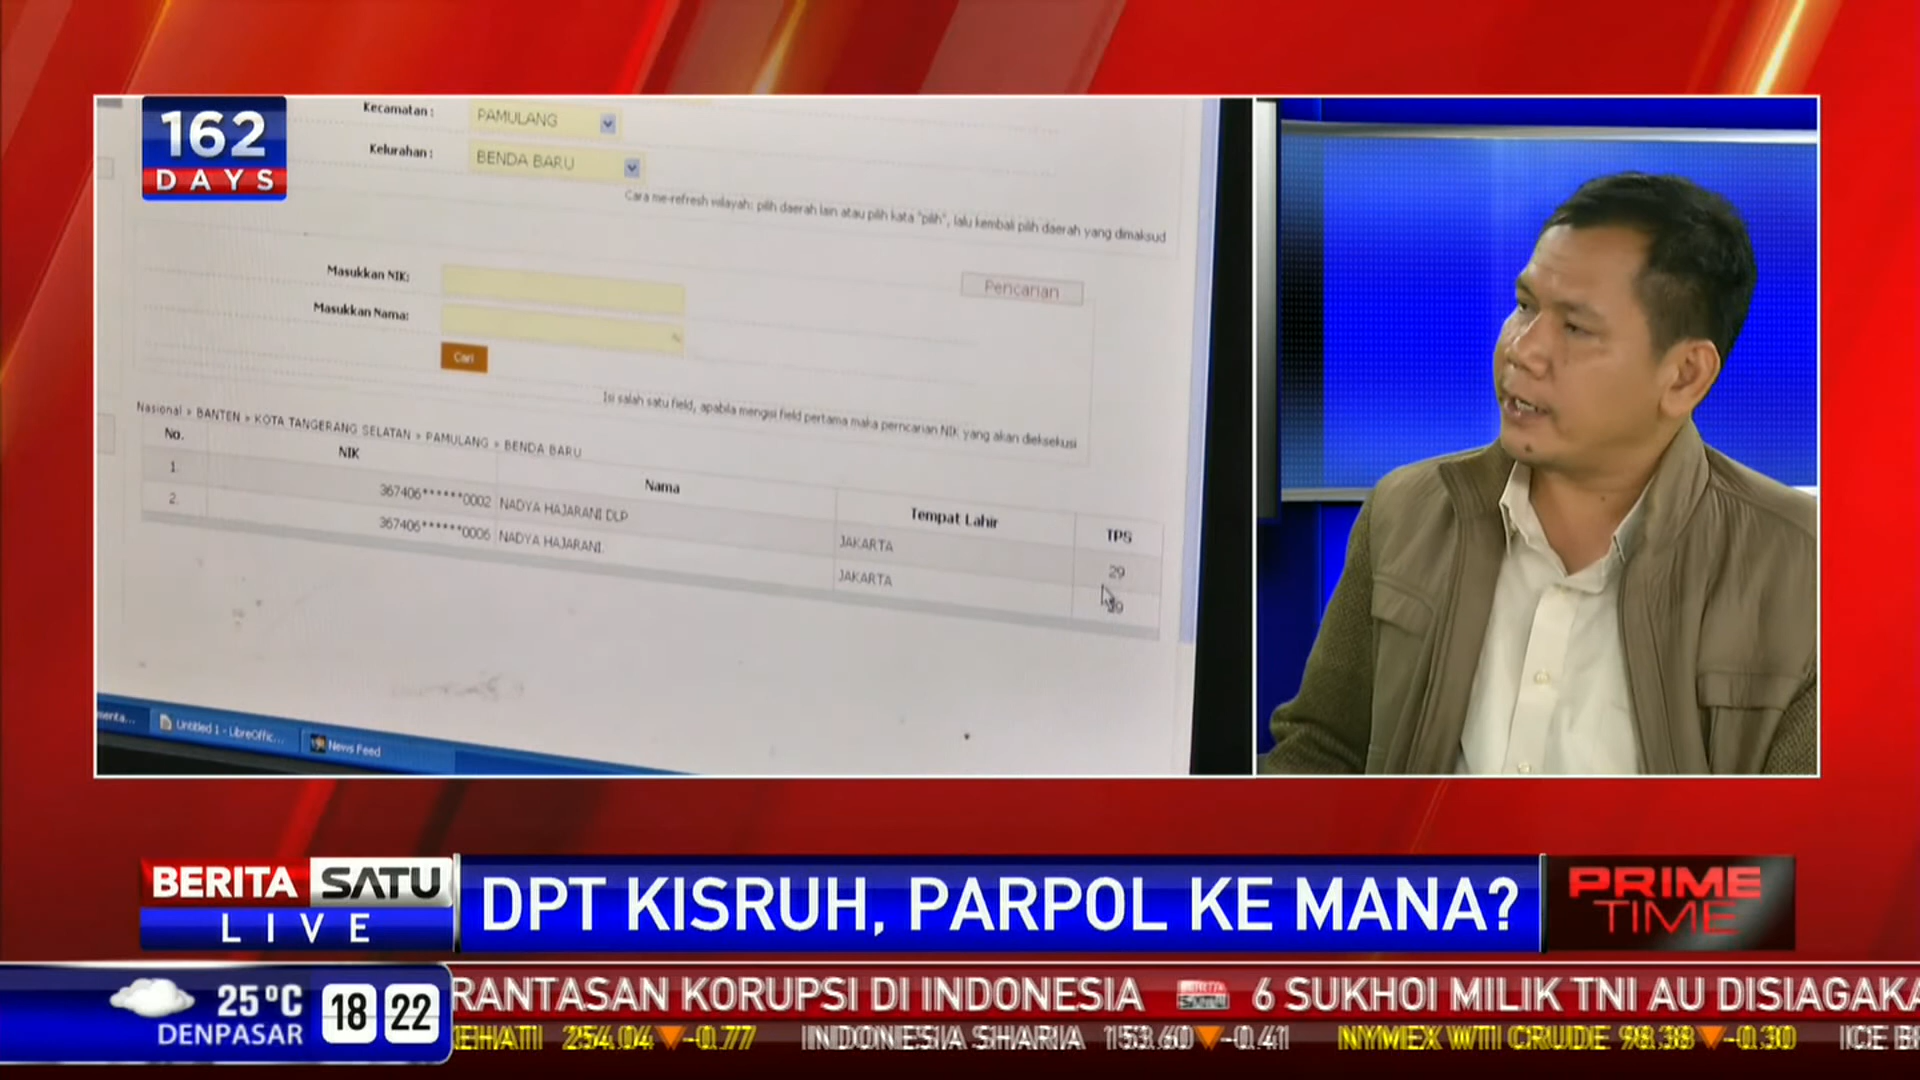 162
DAYS
Kecamatan :
PAMULANG
Kelurahan :
BENDA BARU
Cara me-refresh wilayah: pilih daerah lain atau pilih kata "pilih", lalu kembali pilih daerah yang dimaksud
Pencarian
Masukkan NIK:
Masukkan Nama:
Cari
Isi salah satu field, apabila mengisi field pertama maka perncarian NIK yang akan dieksekusi
Nasional » BANTEN » KOTA TANGERANG SELATAN » PAMULANG » BENDA BARU
No. NIK Nama Tempat Lahir TPS
1. 367406******0002 NADYA HAJARANI DLP JAKARTA 29
2. 367406******0006 NADYA HAJARANI. JAKARTA
Untitled 1 - LibreOffic...
News Feed
BERITA SATU
LIVE
DPT KISRUH, PARPOL KE MANA?
PRIME
TIME
25°C
DENPASAR
18 22
RANTASAN KORUPSI DI INDONESIA BERITA SATU 6 SUKHOI MILIK TNI AU DISIAGAKA
KEHATI 254.04 -0.77 INDONESIA SHARIA 153.60 -0.41 NYMEX WTI CRUDE 98.38 -0.30 ICE